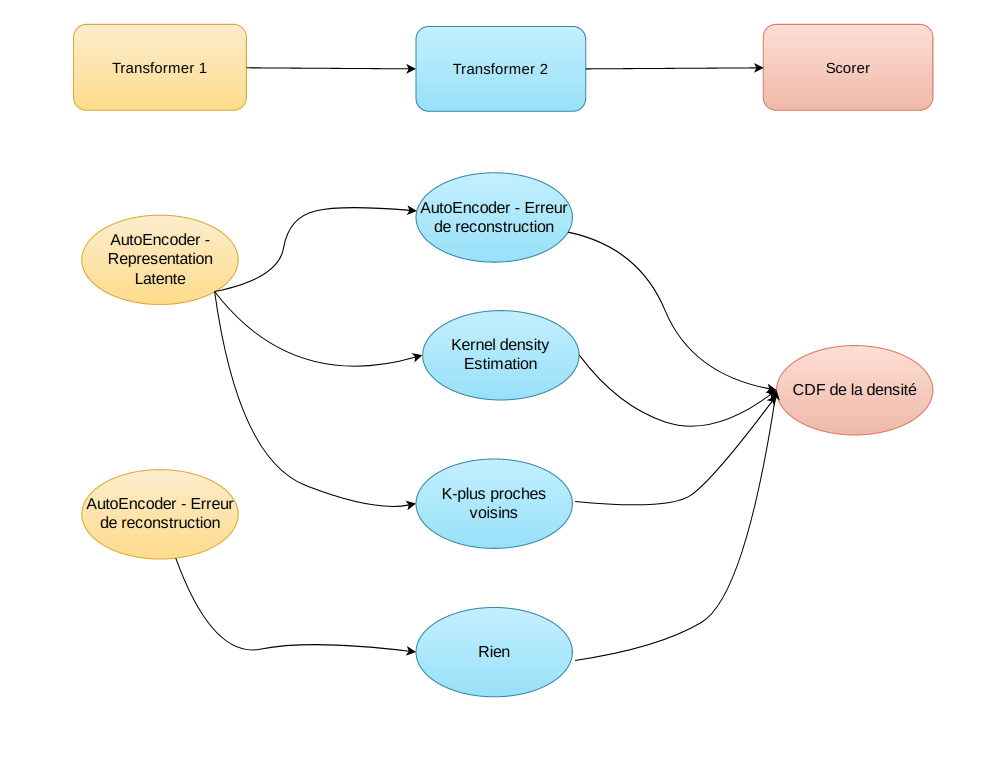 Transformer 1
Transformer 2
Scorer
AutoEncoder - Erreur
de reconstruction
AutoEncoder -
Representation
Latente
Kernel density
Estimation
CDF de la densité
K-plus proches
voisins
AutoEncoder - Erreur
de reconstruction
Rien